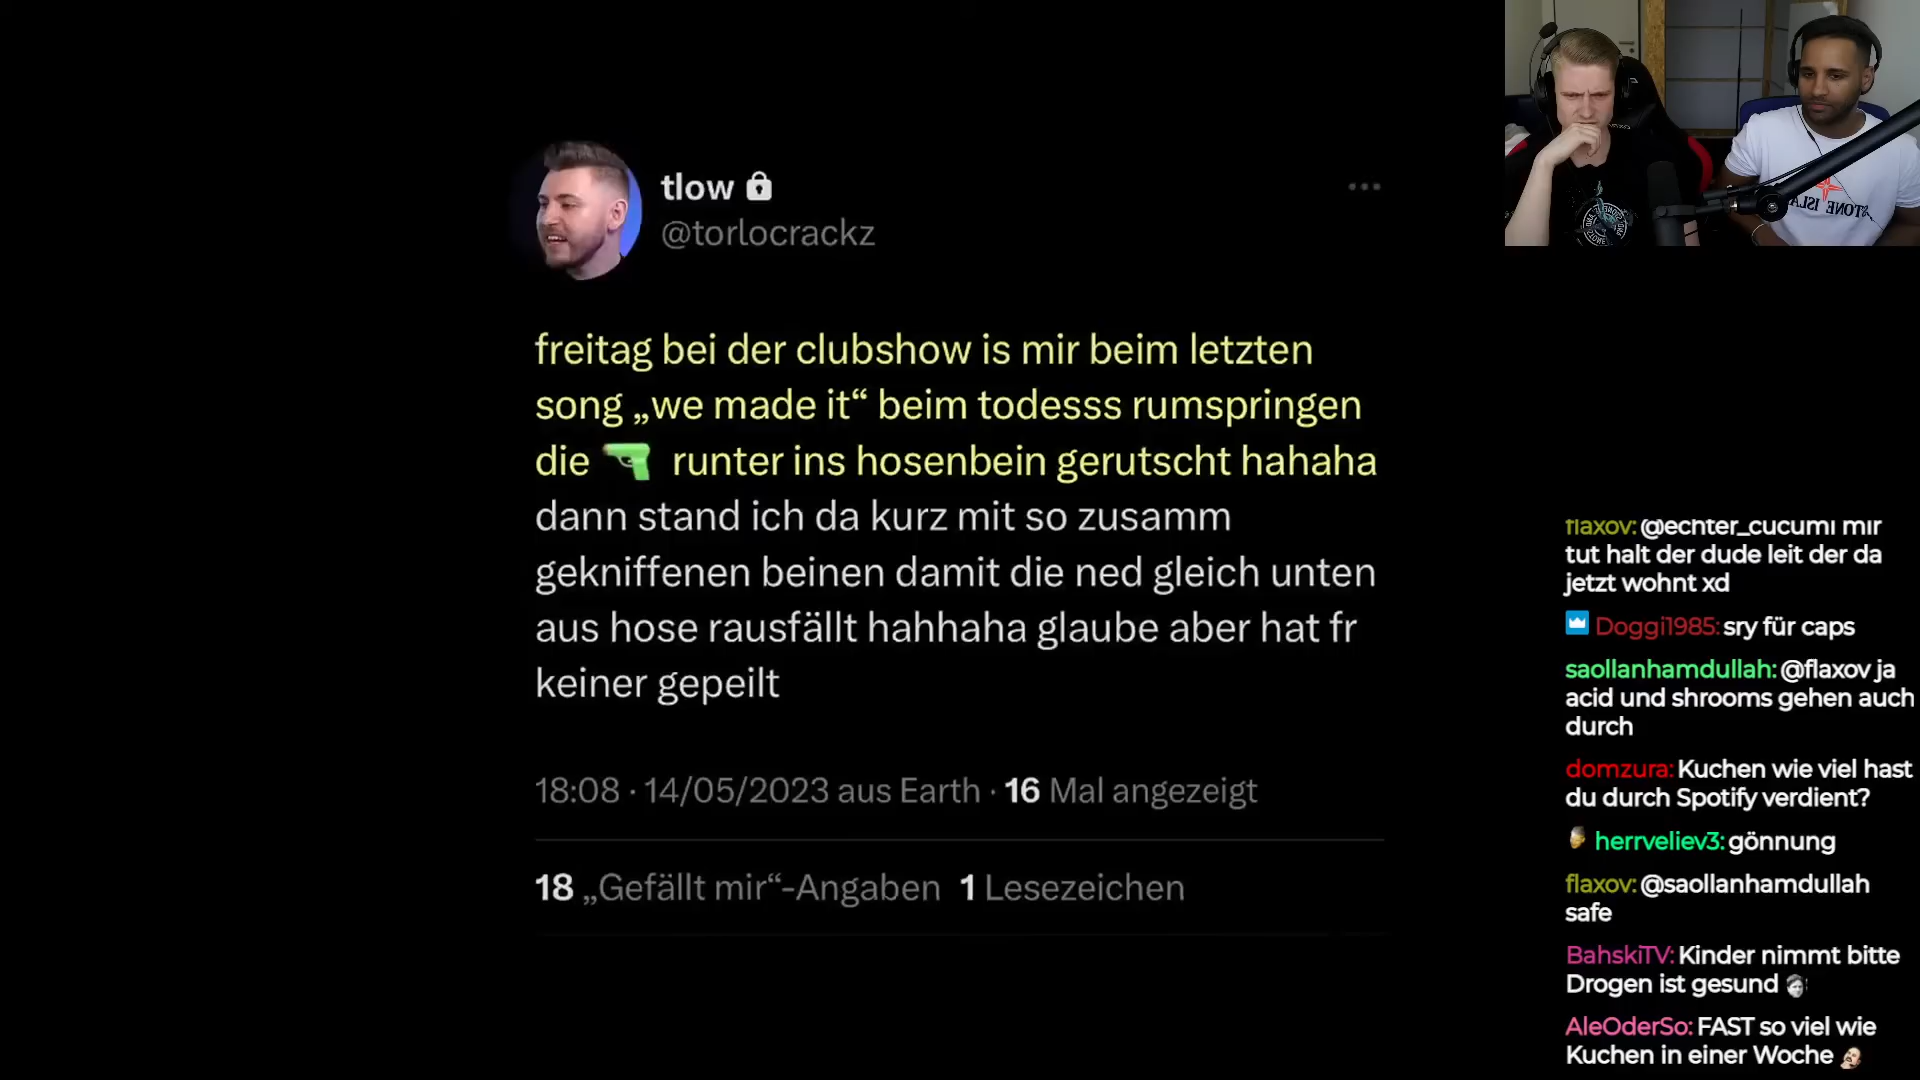 tlow
@torlocrackz
freitag bei der clubshow is mir beim letzten
song „we made it“ beim todesss rumspringen
die 🔫 runter ins hosenbein gerutscht hahaha
dann stand ich da kurz mit so zusamm
gekniffenen beinen damit die ned gleich unten
aus hose rausfällt hahhaha glaube aber hat fr
keiner gepeilt
18:08 · 14/05/2023 aus Earth · 16 Mal angezeigt
18 „Gefällt mir“-Angaben 1 Lesezeichen
flaxov: @echter_cucumi mir
tut halt der dude leit der da
jetzt wohnt xd
Doggi1985: sry für caps
saollanhamdullah: @flaxov ja
acid und shrooms gehen auch
durch
domzura: Kuchen wie viel hast
du durch Spotify verdient?
herrveliev3: gönnung
flaxov: @saollanhamdullah
safe
BahskiTV: Kinder nimmt bitte
Drogen ist gesund
AleOderSo: FAST so viel wie
Kuchen in einer Woche